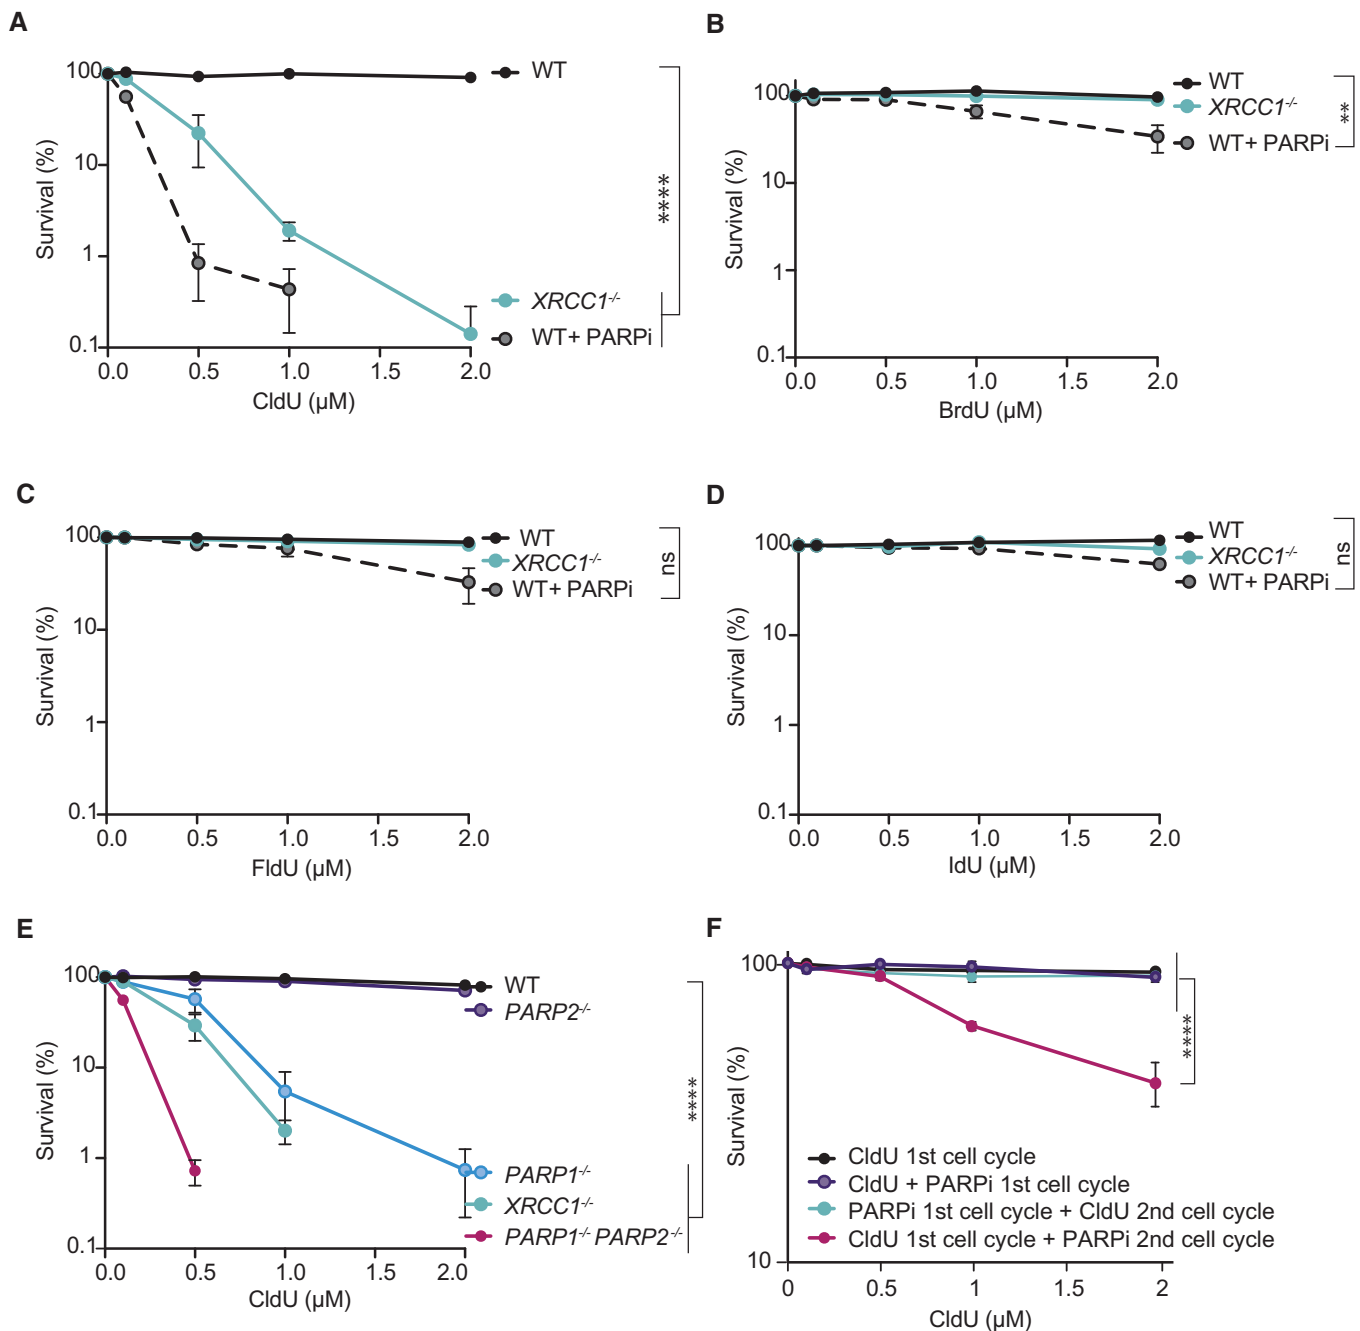 A
Survival (%)
100
10
1
0.1
0.0 0.5 1.0 1.5 2.0
CldU (µM)
WT
XRCC1-/-
WT+ PARPi
****
B
Survival (%)
100
10
1
0.1
0.0 0.5 1.0 1.5 2.0
BrdU (µM)
WT
XRCC1-/-
WT+ PARPi
**
C
Survival (%)
100
10
1
0.1
0.0 0.5 1.0 1.5 2.0
FldU (µM)
WT
XRCC1-/-
WT+ PARPi
ns
D
Survival (%)
100
10
1
0.1
0.0 0.5 1.0 1.5 2.0
IdU (µM)
WT
XRCC1-/-
WT+ PARPi
ns
E
Survival (%)
100
10
1
0.1
0.0 0.5 1.0 1.5 2.0
CldU (µM)
WT
PARP2-/-
PARP1-/-
XRCC1-/-
PARP1-/- PARP2-/-
****
F
Survival (%)
100
10
0 0.5 1 1.5 2
CldU (µM)
CldU 1st cell cycle
CldU + PARPi 1st cell cycle
PARPi 1st cell cycle + CldU 2nd cell cycle
CldU 1st cell cycle + PARPi 2nd cell cycle
****